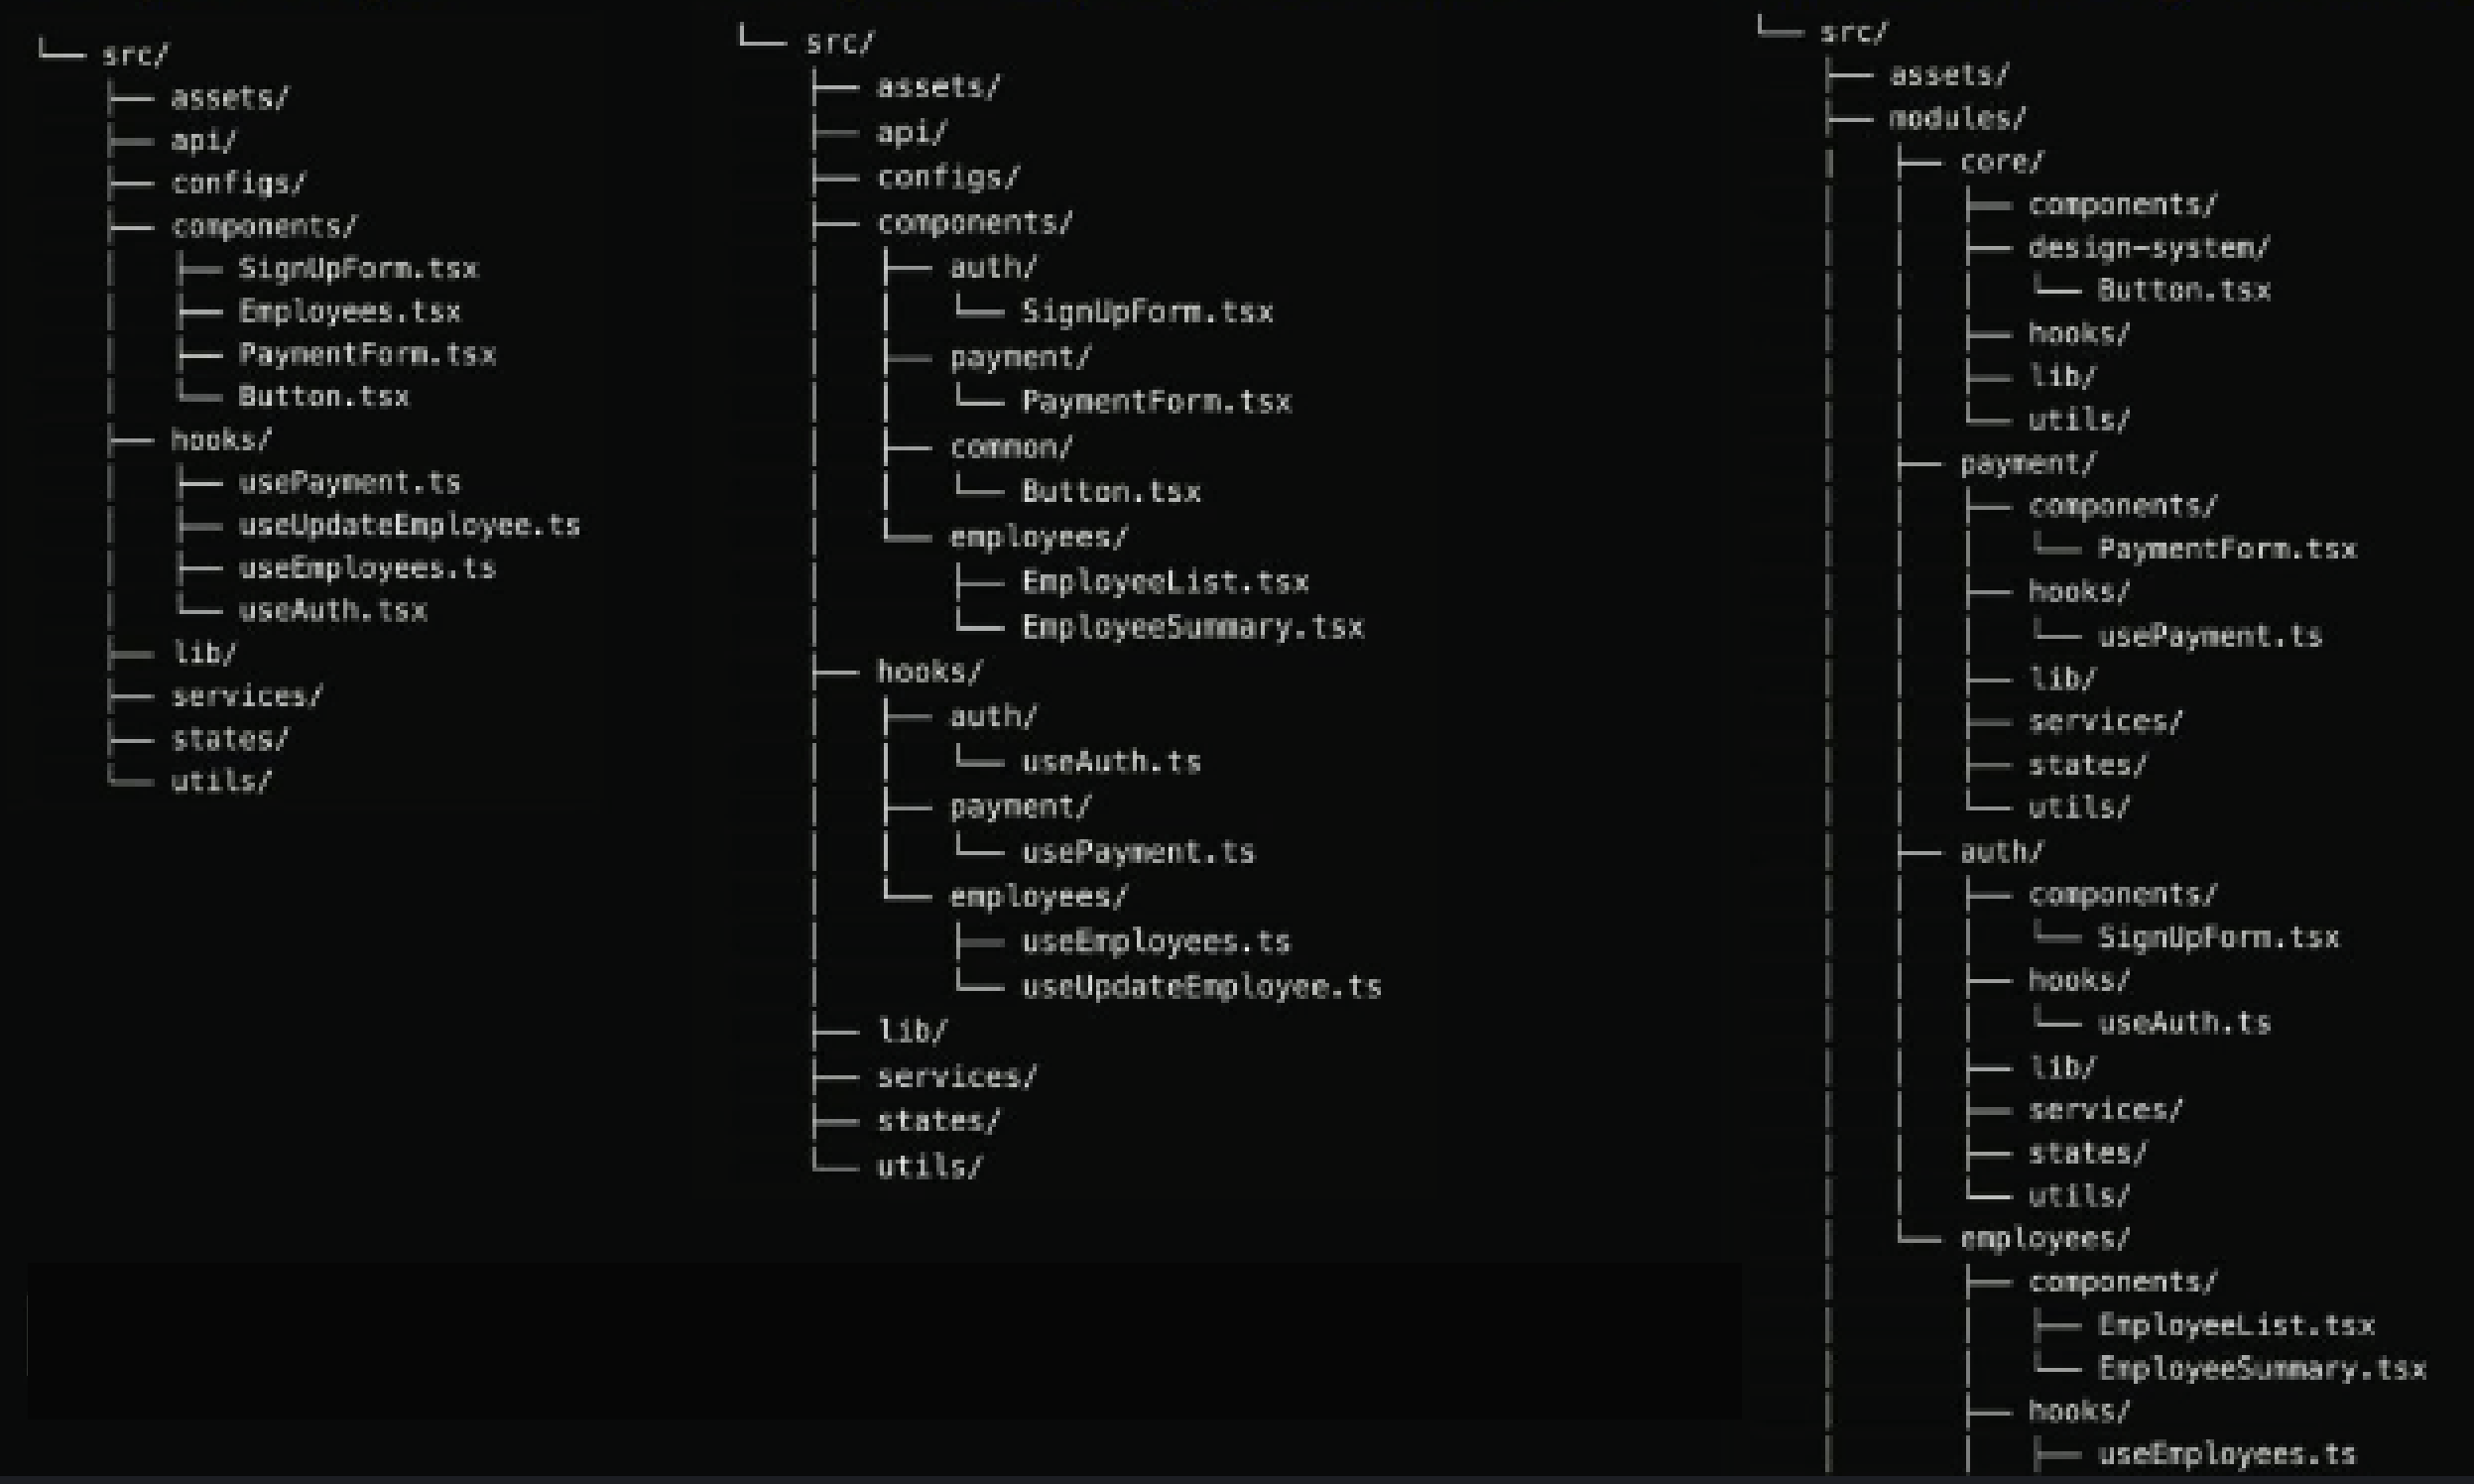 └── src/
    ├── assets/
    ├── api/
    ├── configs/
    ├── components/
    │   ├── SignUpForm.tsx
    │   ├── Employees.tsx
    │   ├── PaymentForm.tsx
    │   └── Button.tsx
    ├── hooks/
    │   ├── usePayment.ts
    │   ├── useUpdateEmployee.ts
    │   ├── useEmployees.ts
    │   └── useAuth.tsx
    ├── lib/
    ├── services/
    ├── states/
    └── utils/
└── src/
    ├── assets/
    ├── api/
    ├── configs/
    ├── components/
    │   ├── auth/
    │   │   └── SignUpForm.tsx
    │   ├── payment/
    │   │   └── PaymentForm.tsx
    │   ├── common/
    │   │   └── Button.tsx
    │   └── employees/
    │       ├── EmployeeList.tsx
    │       └── EmployeeSummary.tsx
    ├── hooks/
    │   ├── auth/
    │   │   └── useAuth.ts
    │   ├── payment/
    │   │   └── usePayment.ts
    │   └── employees/
    │       ├── useEmployees.ts
    │       └── useUpdateEmployee.ts
    ├── lib/
    ├── services/
    ├── states/
    └── utils/
└── src/
    ├── assets/
    ├── modules/
    │   ├── core/
    │   │   ├── components/
    │   │   ├── design-system/
    │   │   │   └── Button.tsx
    │   │   ├── hooks/
    │   │   ├── lib/
    │   │   └── utils/
    │   ├── payment/
    │   │   ├── components/
    │   │   │   └── PaymentForm.tsx
    │   │   ├── hooks/
    │   │   │   └── usePayment.ts
    │   │   ├── lib/
    │   │   ├── services/
    │   │   ├── states/
    │   │   └── utils/
    │   ├── auth/
    │   │   ├── components/
    │   │   │   └── SignUpForm.tsx
    │   │   ├── hooks/
    │   │   │   └── useAuth.ts
    │   │   ├── lib/
    │   │   ├── services/
    │   │   ├── states/
    │   │   └── utils/
    │   └── employees/
    │       ├── components/
    │       │   ├── EmployeeList.tsx
    │       │   └── EmployeeSummary.tsx
    │       ├── hooks/
    │       │   ├── useEmployees.ts